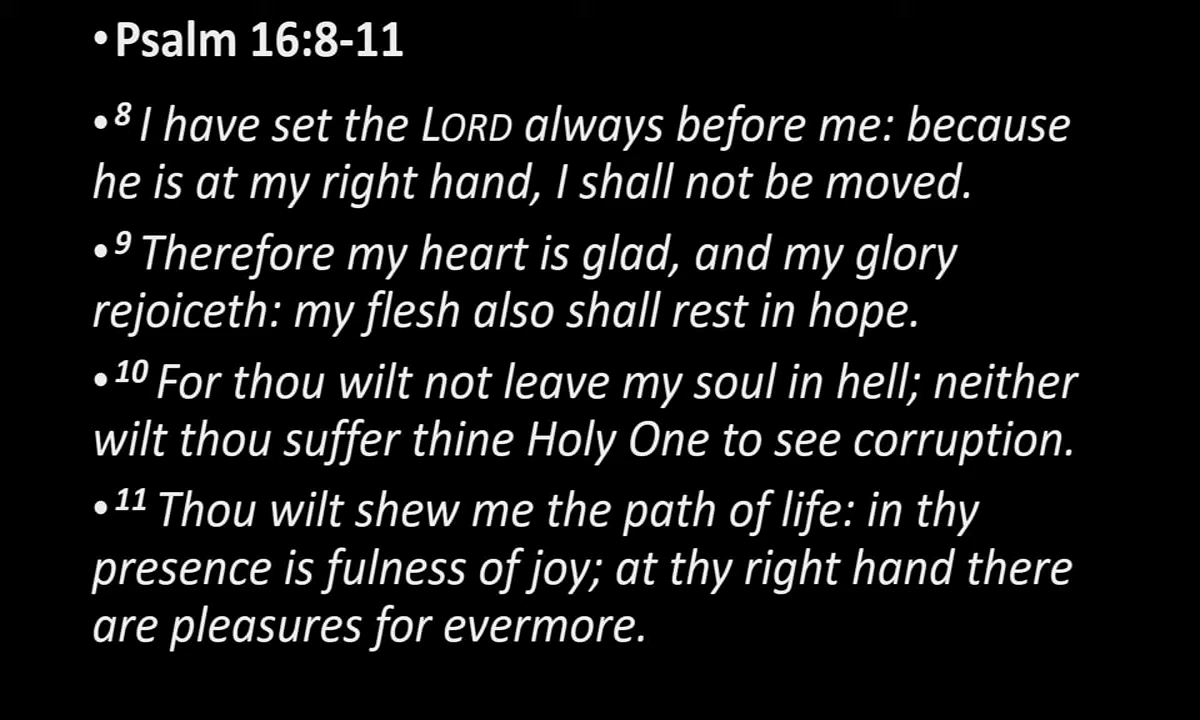 •Psalm 16:8-11
•8 I have set the LORD always before me: because
he is at my right hand, I shall not be moved.
•9 Therefore my heart is glad, and my glory
rejoiceth: my flesh also shall rest in hope.
•10 For thou wilt not leave my soul in hell; neither
wilt thou suffer thine Holy One to see corruption.
•11 Thou wilt shew me the path of life: in thy
presence is fulness of joy; at thy right hand there
are pleasures for evermore.